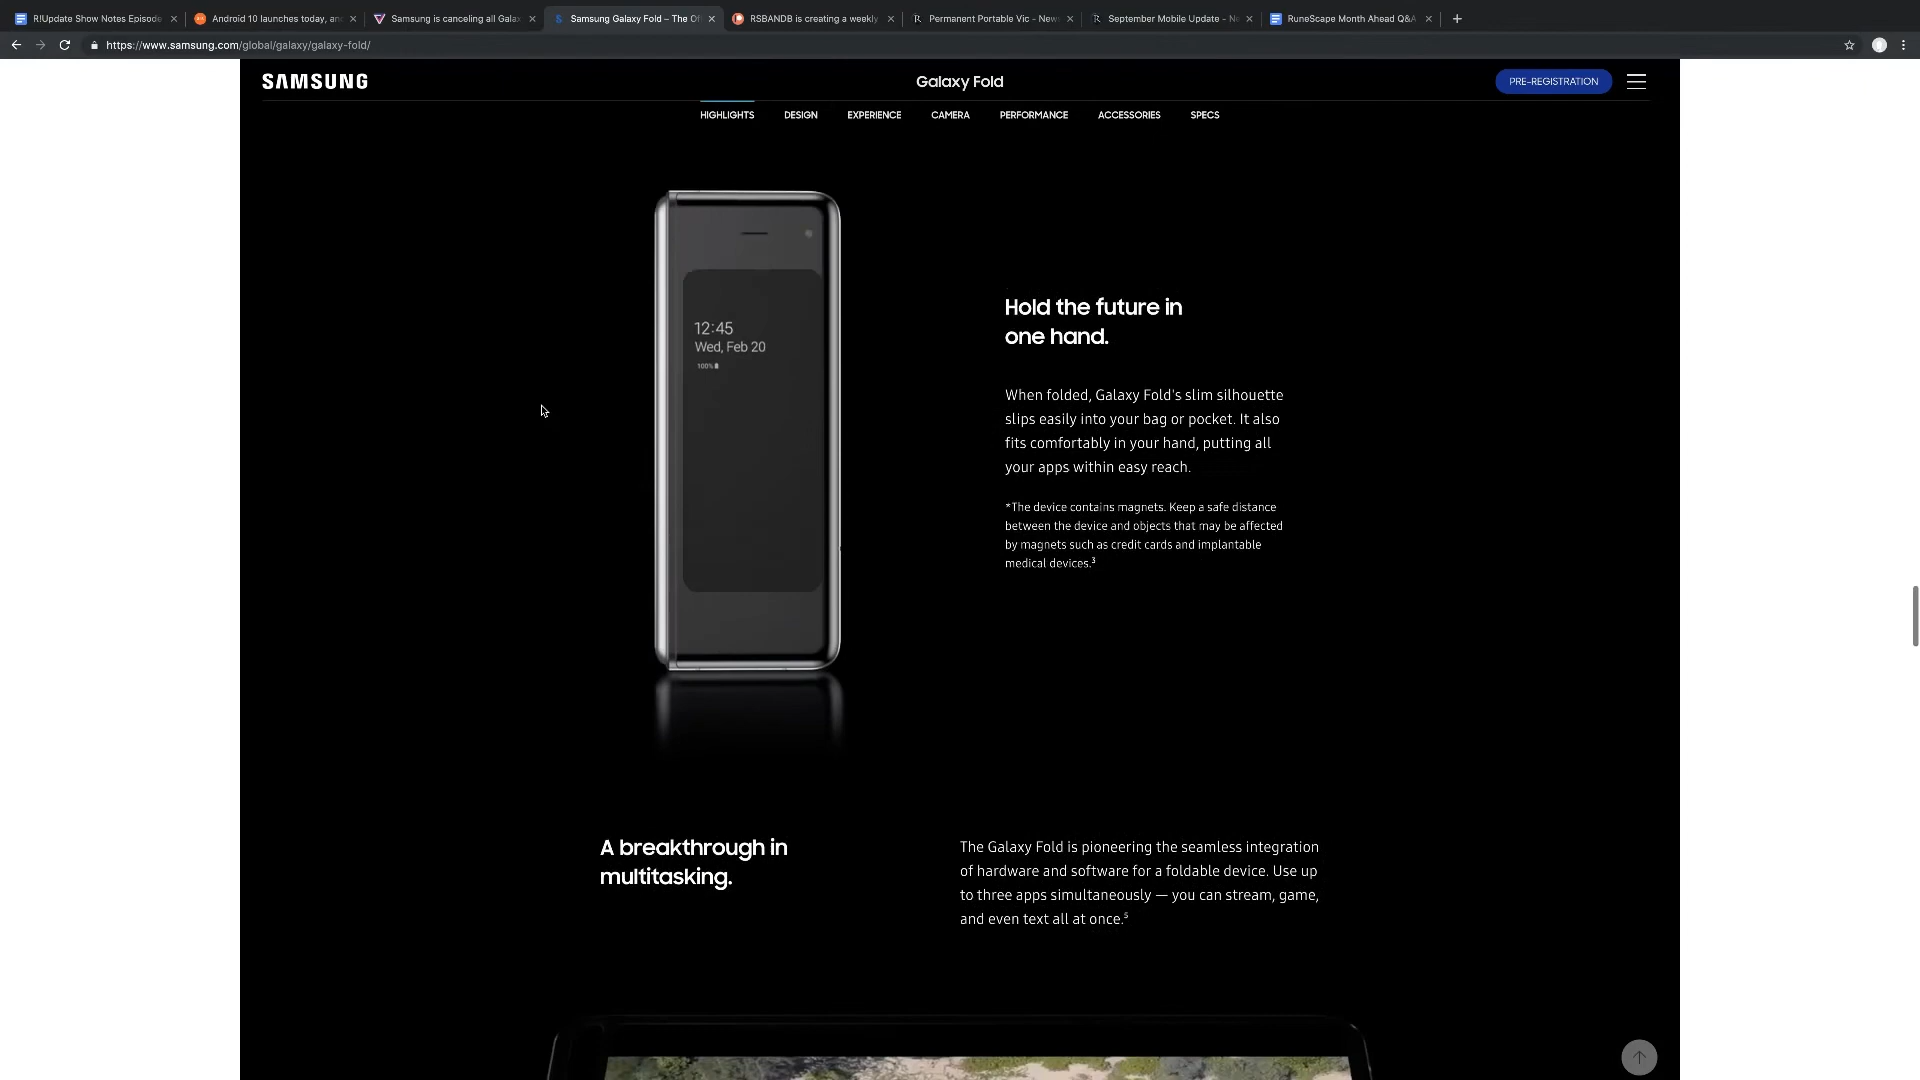 R!Update Show Notes Episode
Android 10 launches today, an
Samsung is canceling all Gala
Samsung Galaxy Fold – The Of
RSBANDB is creating a weekly
Permanent Portable Vic - New
September Mobile Update - Ne
RuneScape Month Ahead Q&A
https://www.samsung.com/global/galaxy/galaxy-fold/
SAMSUNG
Galaxy Fold
PRE-REGISTRATION
HIGHLIGHTS
DESIGN
EXPERIENCE
CAMERA
PERFORMANCE
ACCESSORIES
SPECS
12:45
Wed, Feb 20
100%
Hold the future in
one hand.
When folded, Galaxy Fold's slim silhouette
slips easily into your bag or pocket. It also
fits comfortably in your hand, putting all
your apps within easy reach.
*The device contains magnets. Keep a safe distance
between the device and objects that may be affected
by magnets such as credit cards and implantable
medical devices.³
A breakthrough in
multitasking.
The Galaxy Fold is pioneering the seamless integration
of hardware and software for a foldable device. Use up
to three apps simultaneously — you can stream, game,
and even text all at once.⁵